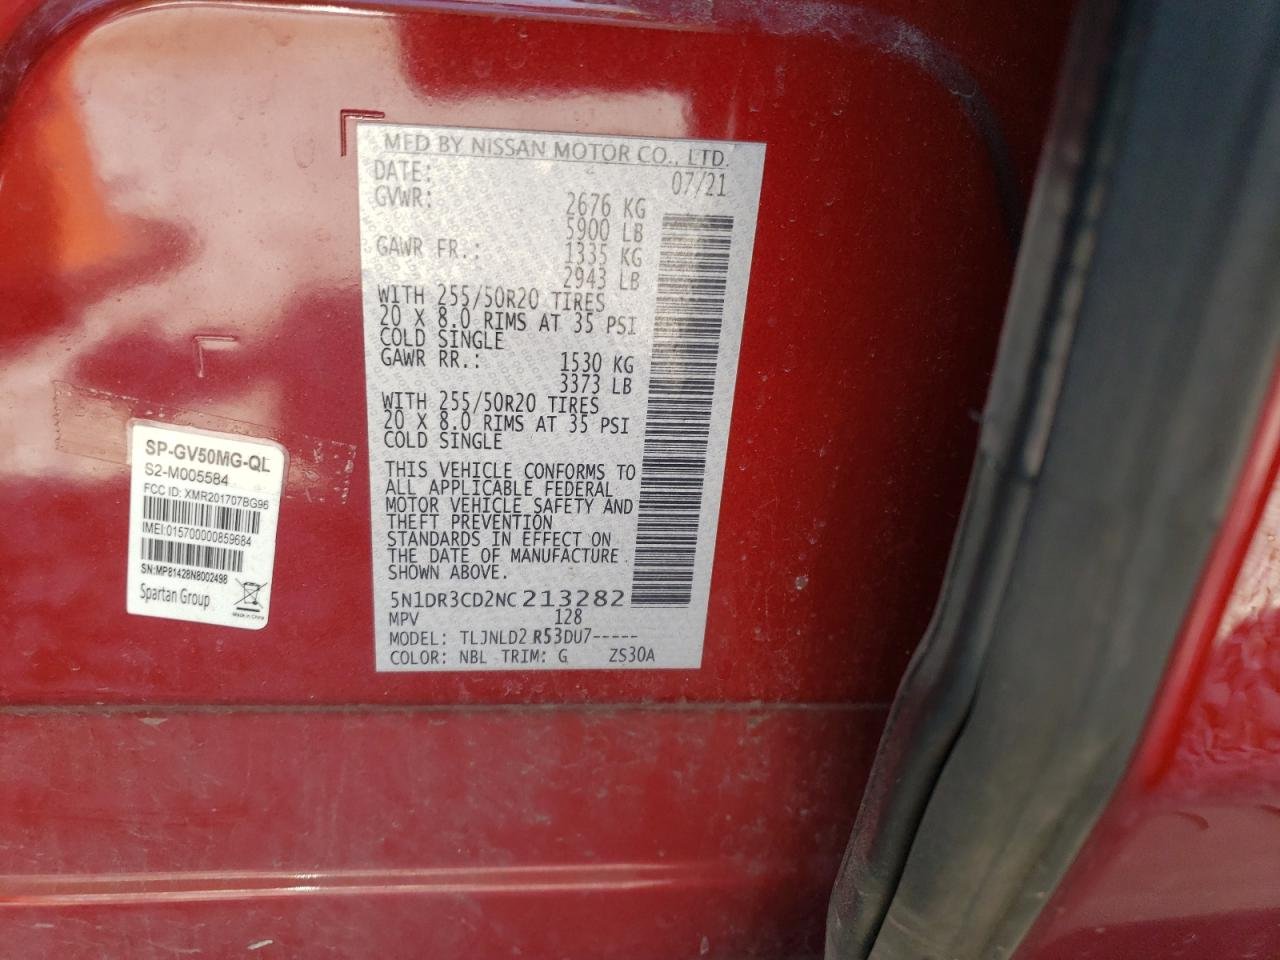 MFD BY NISSAN MOTOR CO., LTD.
DATE: 07/21
GVWR: 2676 KG
5900 LB
GAWR FR.: 1335 KG
2943 LB
WITH 255/50R20 TIRES
20 X 8.0 RIMS AT 35 PSI
COLD SINGLE
GAWR RR.: 1530 KG
3373 LB
WITH 255/50R20 TIRES
20 X 8.0 RIMS AT 35 PSI
COLD SINGLE
THIS VEHICLE CONFORMS TO
ALL APPLICABLE FEDERAL
MOTOR VEHICLE SAFETY AND
THEFT PREVENTION
STANDARDS IN EFFECT ON
THE DATE OF MANUFACTURE
SHOWN ABOVE.
5N1DR3CD2NC213282
MPV 128
MODEL: TLJNLD2 R53DU7-----
COLOR: NBL TRIM: G ZS30A
SP-GV50MG-QL
S2-M005584
FCC ID: XMR201707BG96
IMEI:015700000859684
SN:MP81428N8002498
Spartan Group
Made in China